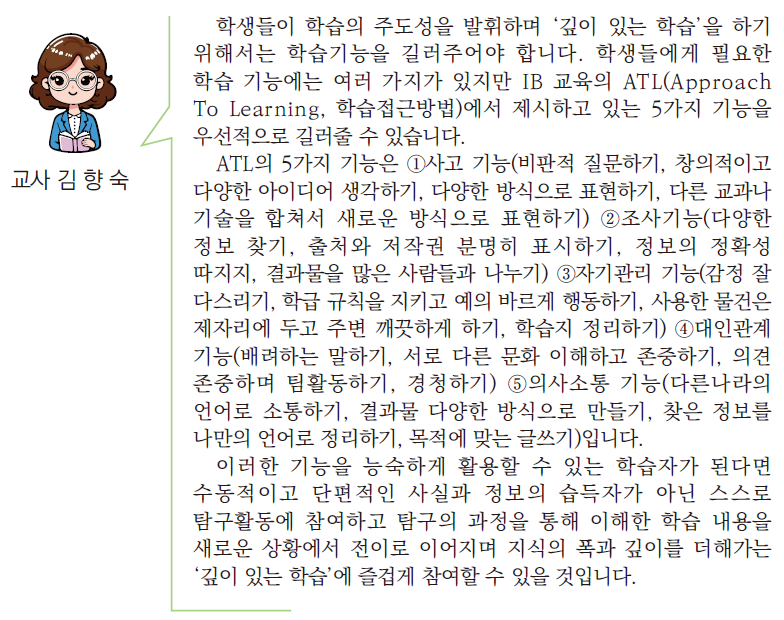 학생들이 학습의 주도성을 발휘하며 ‘깊이 있는 학습’을 하기
위해서는 학습기능을 길러주어야 합니다. 학생들에게 필요한
학습 기능에는 여러 가지가 있지만 IB 교육의 ATL(Approach
To Learning, 학습접근방법)에서 제시하고 있는 5가지 기능을
우선적으로 길러줄 수 있습니다.
교사 김 향 숙
ATL의 5가지 기능은 ①사고 기능(비판적 질문하기, 창의적이고
다양한 아이디어 생각하기, 다양한 방식으로 표현하기, 다른 교과나
기술을 합쳐서 새로운 방식으로 표현하기) ②조사기능(다양한
정보 찾기, 출처와 저작권 분명히 표시하기, 정보의 정확성
따지지, 결과물을 많은 사람들과 나누기) ③자기관리 기능(감정 잘
다스리기, 학급 규칙을 지키고 예의 바르게 행동하기, 사용한 물건은
제자리에 두고 주변 깨끗하게 하기, 학습지 정리하기) ④대인관계
기능(배려하는 말하기, 서로 다른 문화 이해하고 존중하기, 의견
존중하며 팀활동하기, 경청하기) ⑤의사소통 기능(다른나라의
언어로 소통하기, 결과물 다양한 방식으로 만들기, 찾은 정보를
나만의 언어로 정리하기, 목적에 맞는 글쓰기)입니다.
이러한 기능을 능숙하게 활용할 수 있는 학습자가 된다면
수동적이고 단편적인 사실과 정보의 습득자가 아닌 스스로
탐구활동에 참여하고 탐구의 과정을 통해 이해한 학습 내용을
새로운 상황에서 전이로 이어지며 지식의 폭과 깊이를 더해가는
‘깊이 있는 학습’에 즐겁게 참여할 수 있을 것입니다.